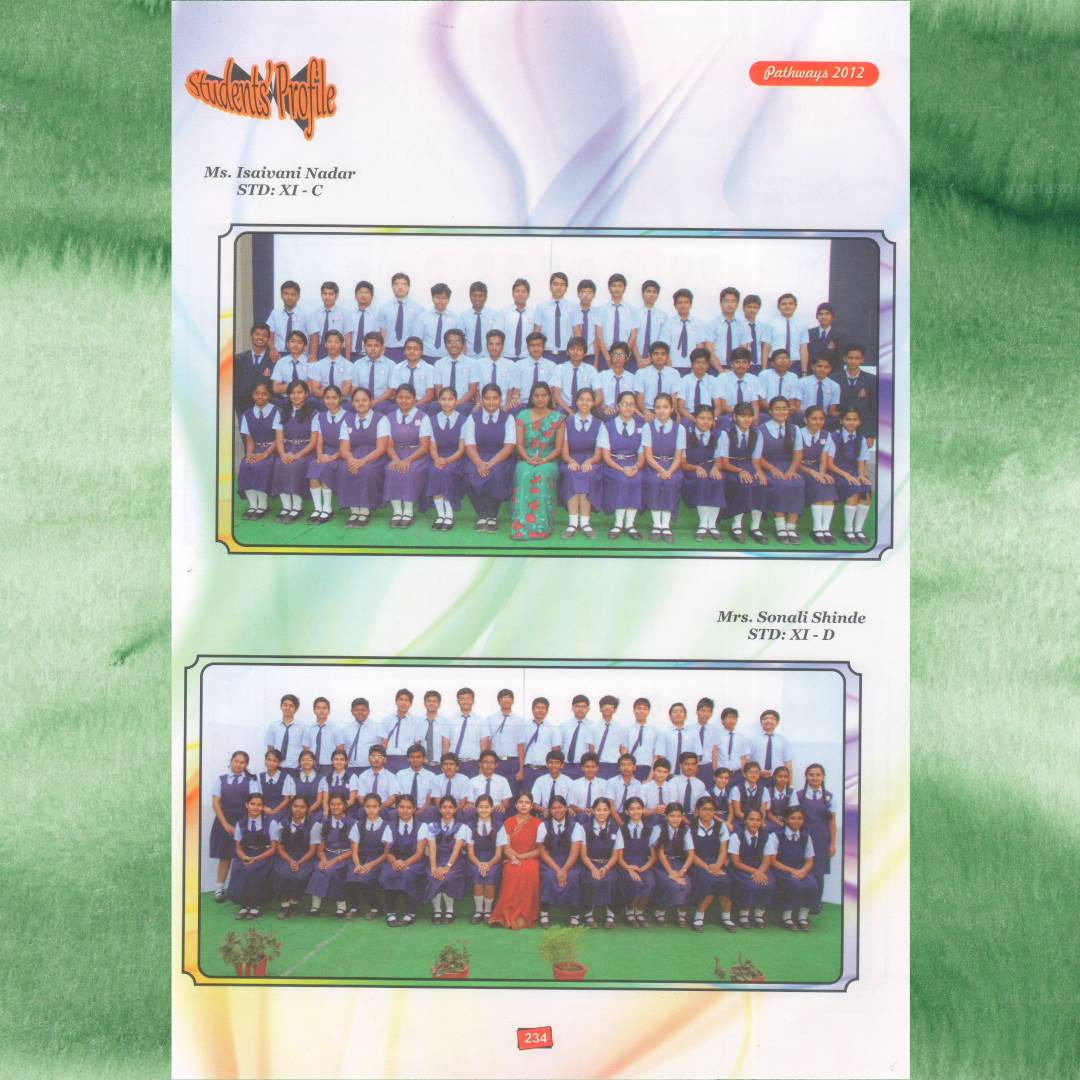 Students' Profile
Pathways 2012
Ms. Isaivani Nadar
STD: XI - C
Mrs. Sonali Shinde
STD: XI - D
234